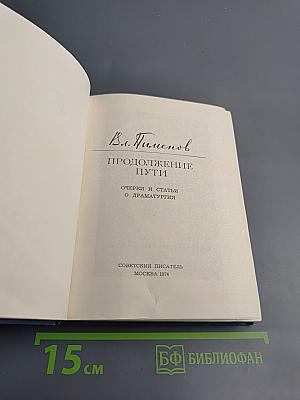 Вл. Пименов
ПРОДОЛЖЕНИЕ
ПУТИ
ОЧЕРКИ И СТАТЬИ
О ДРАМАТУРГИИ
СОВЕТСКИЙ ПИСАТЕЛЬ
МОСКВА 1974
15 см
БФ БИБЛИОФАН